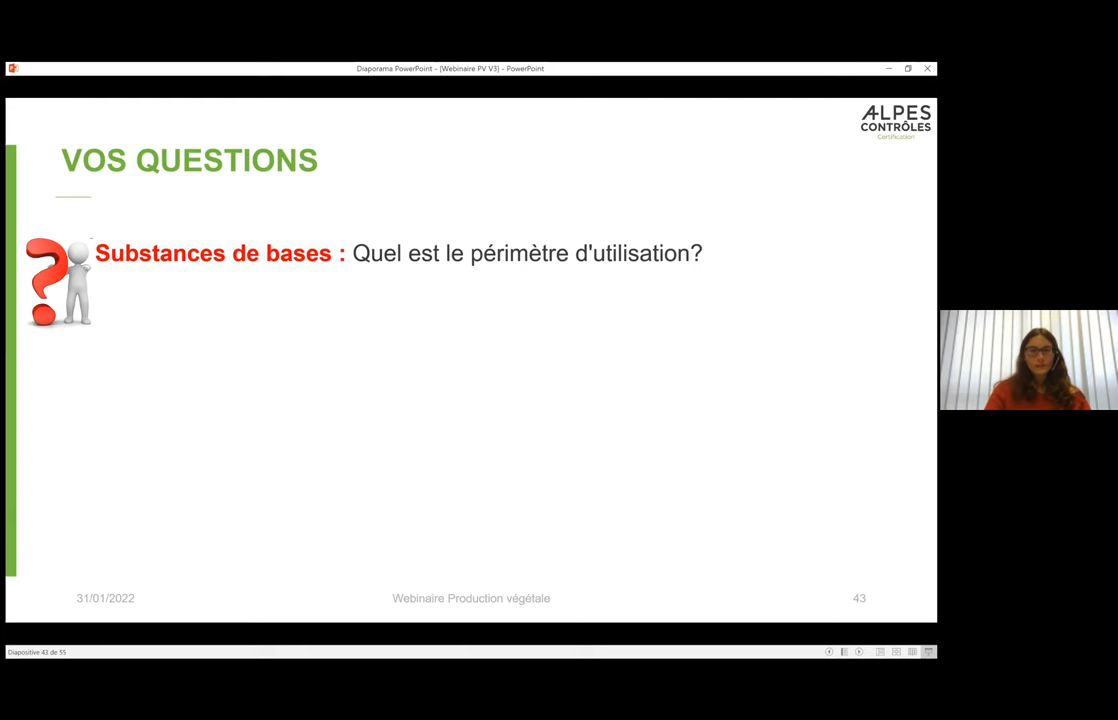 Diaporama PowerPoint - [Webinaire PV V3] - PowerPoint
ALPES
CONTRÔLES
Certification
VOS QUESTIONS
Substances de bases : Quel est le périmètre d'utilisation?
31/01/2022
Webinaire Production végétale
43
Diapositive 43 de 55